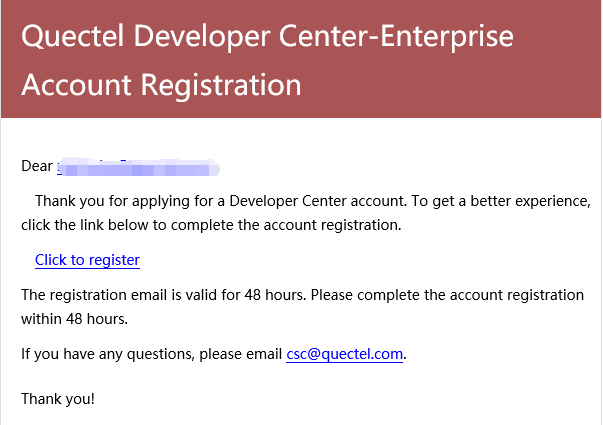 Quectel Developer Center-Enterprise
Account Registration
Dear
Thank you for applying for a Developer Center account. To get a better experience,
click the link below to complete the account registration.
Click to register
The registration email is valid for 48 hours. Please complete the account registration
within 48 hours.
If you have any questions, please email csc@quectel.com.
Thank you!